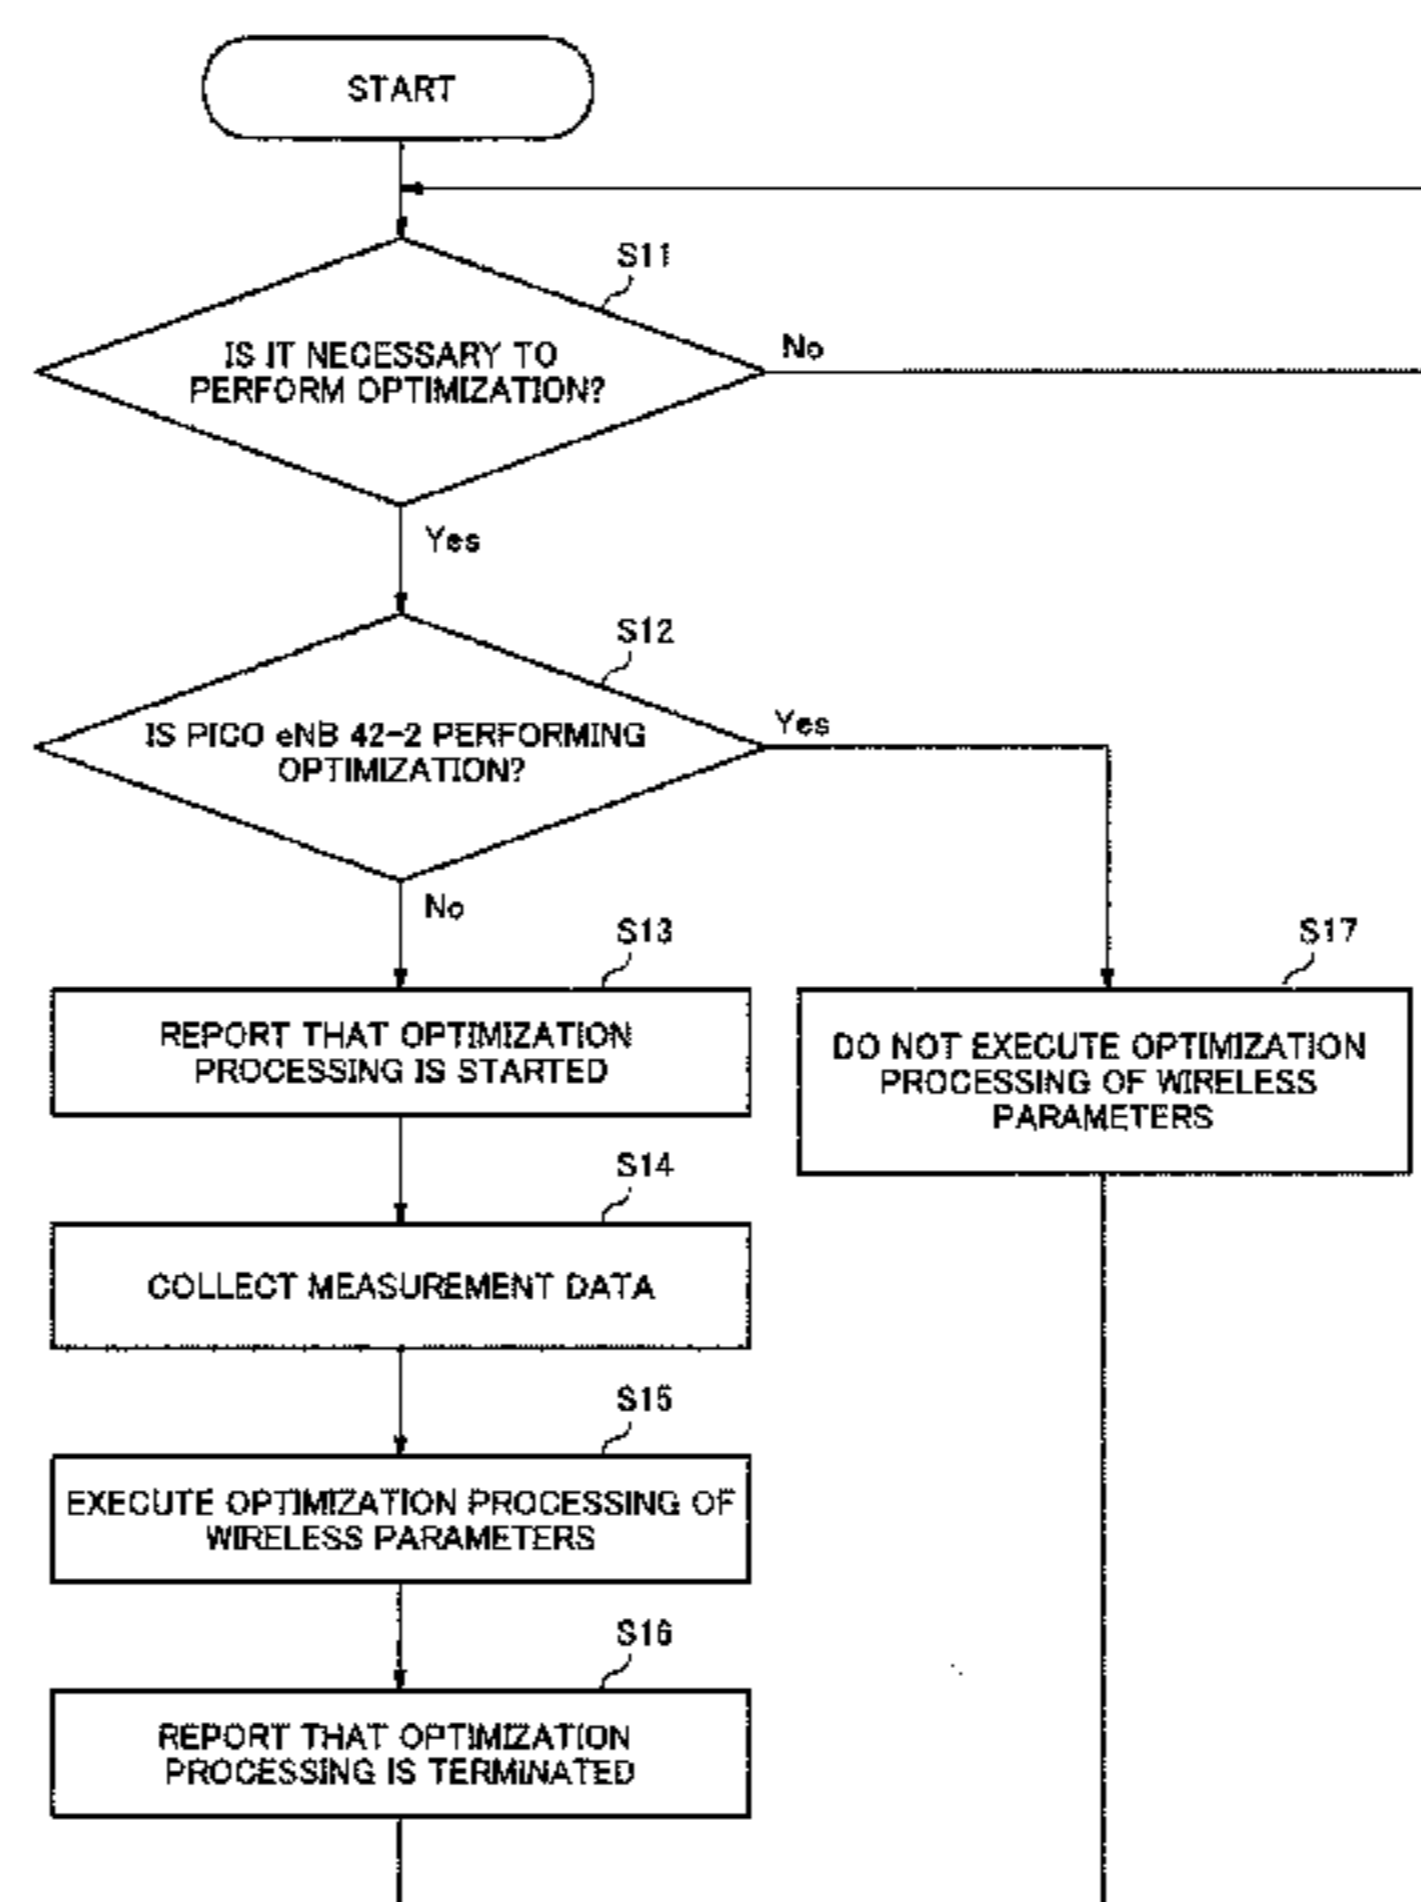 START
S11
IS IT NECESSARY TO
PERFORM OPTIMIZATION?
No
Yes
S12
IS PICO eNB 42-2 PERFORMING
OPTIMIZATION?
Yes
No
S13
REPORT THAT OPTIMIZATION
PROCESSING IS STARTED
S17
DO NOT EXECUTE OPTIMIZATION
PROCESSING OF WIRELESS
PARAMETERS
S14
COLLECT MEASUREMENT DATA
S15
EXECUTE OPTIMIZATION PROCESSING OF
WIRELESS PARAMETERS
S16
REPORT THAT OPTIMIZATION
PROCESSING IS TERMINATED